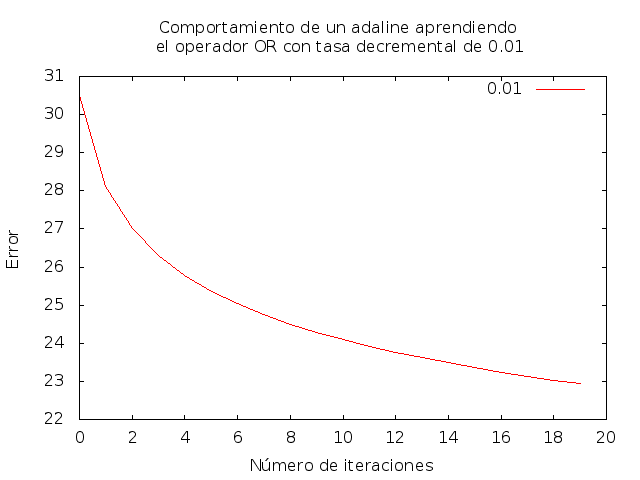 Comportamiento de un adaline aprendiendo
el operador OR con tasa decremental de 0.01
31
0.01
30
29
28
27
Error
26
25
24
23
22
0 2 4 6 8 10 12 14 16 18 20
Número de iteraciones